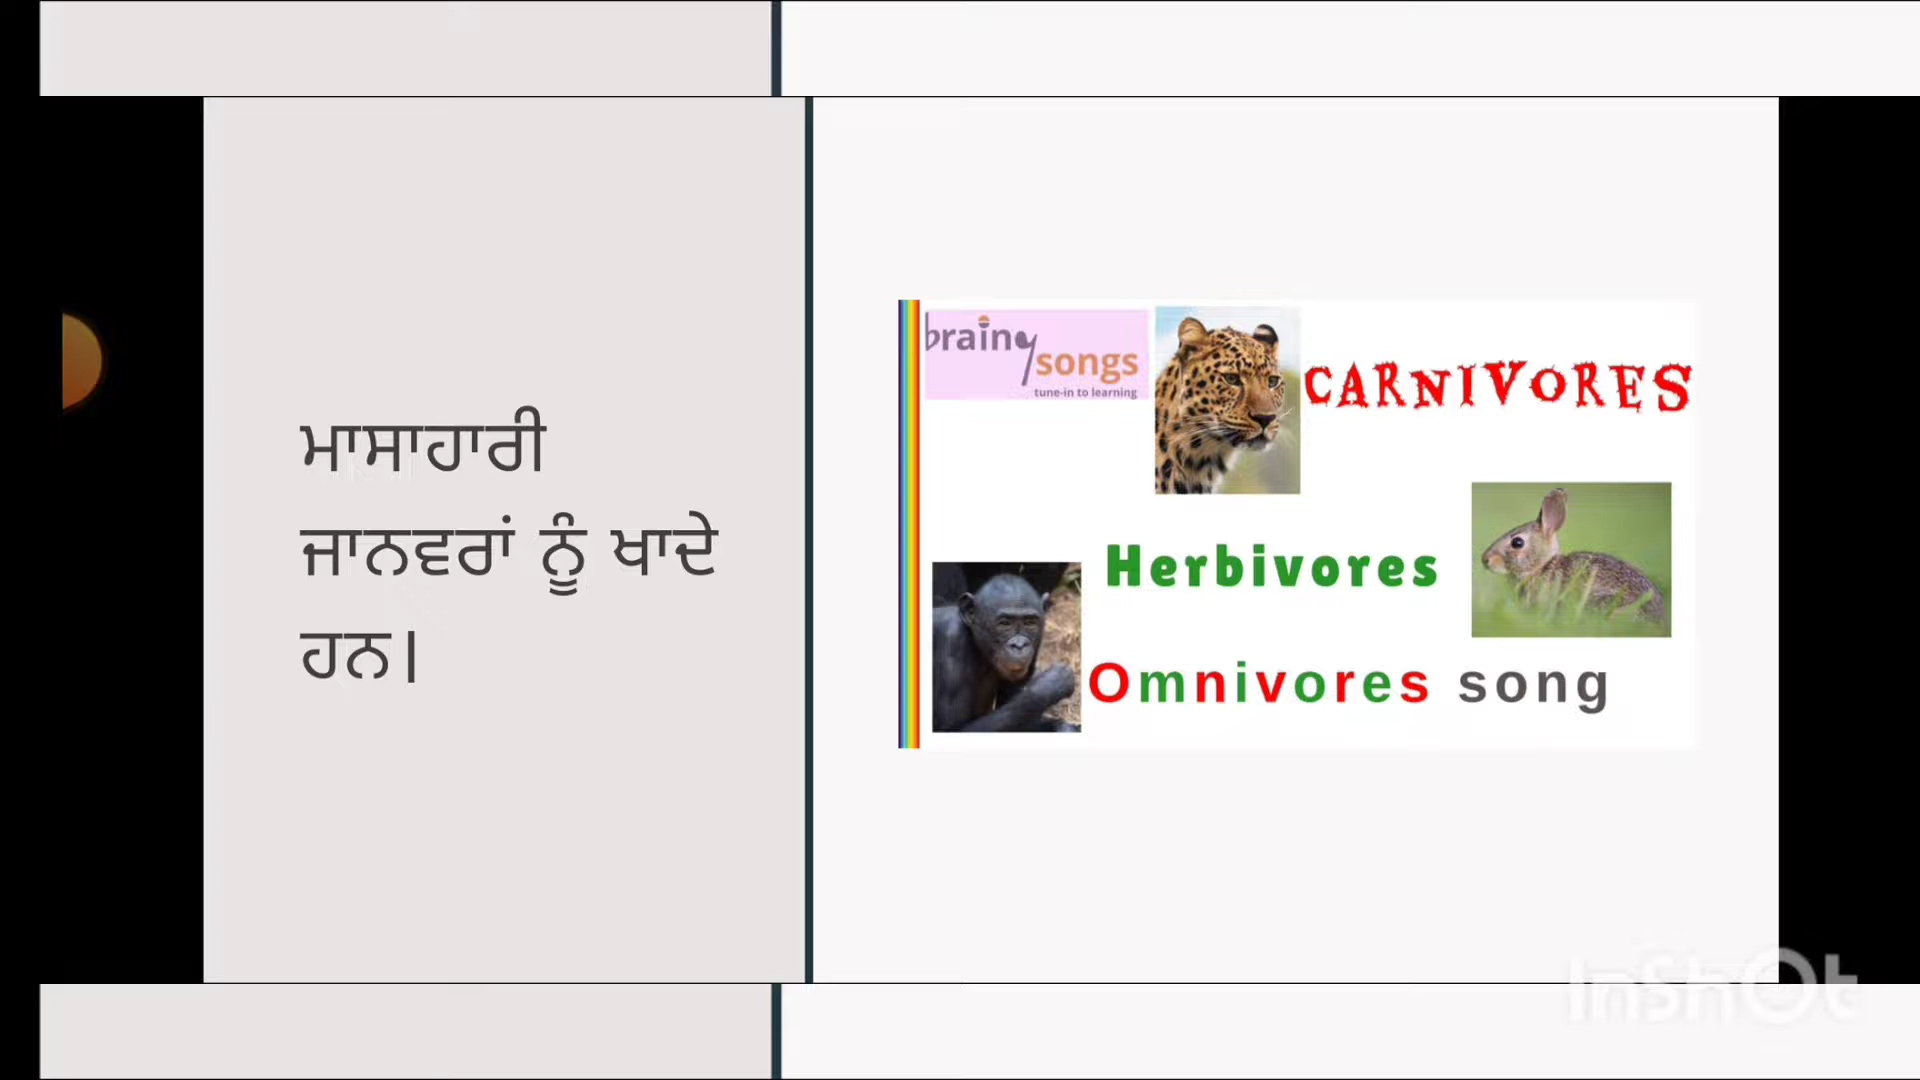 ਮਾਸਾਹਾਰੀ
ਜਾਨਵਰਾਂ ਨੂੰ ਖਾਦੇ
ਹਨ।
brainy
songs
tune-in to learning
CARNIVORES
Herbivores
Omnivores song
InShOt